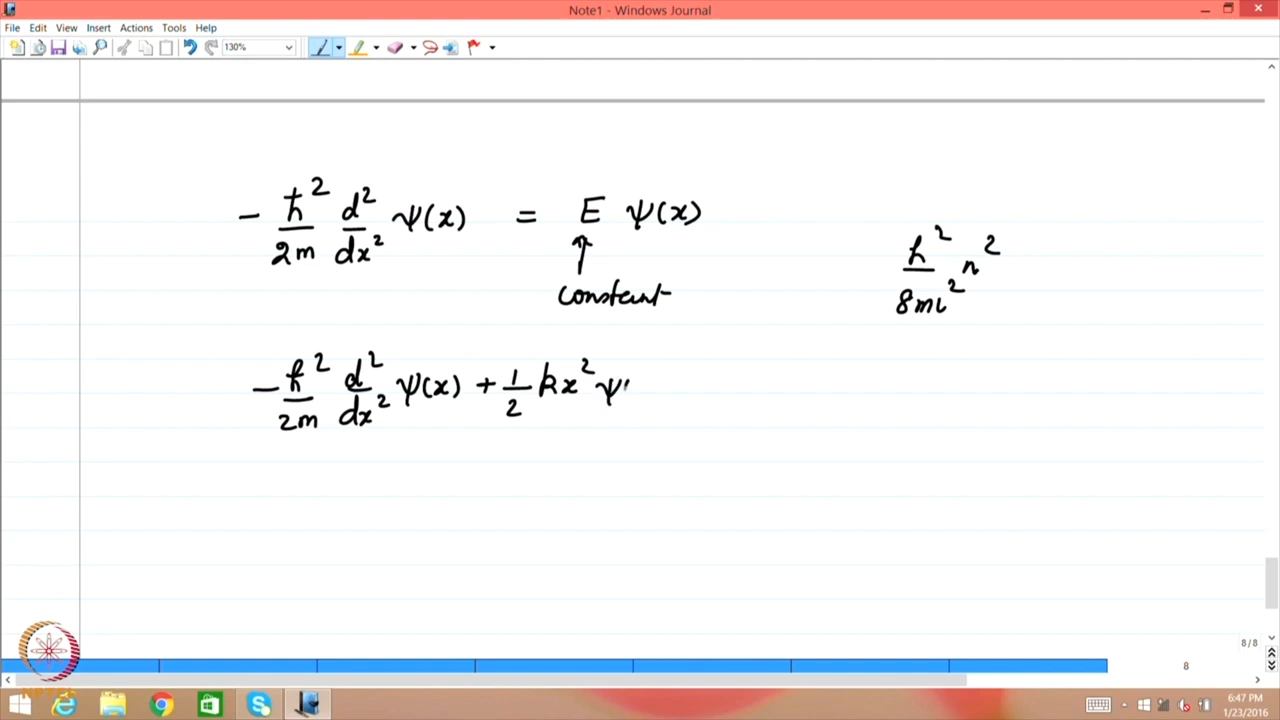 Note1 - Windows Journal
File Edit View Insert Actions Tools Help
130%
-ħ²/2m d²/dx² ψ(x) = E ψ(x)
constant
h²/8mL² n²
-ħ²/2m d²/dx² ψ(x) + 1/2 kx² ψ
8/8
8
NPTEL
6:47 PM
1/23/2016